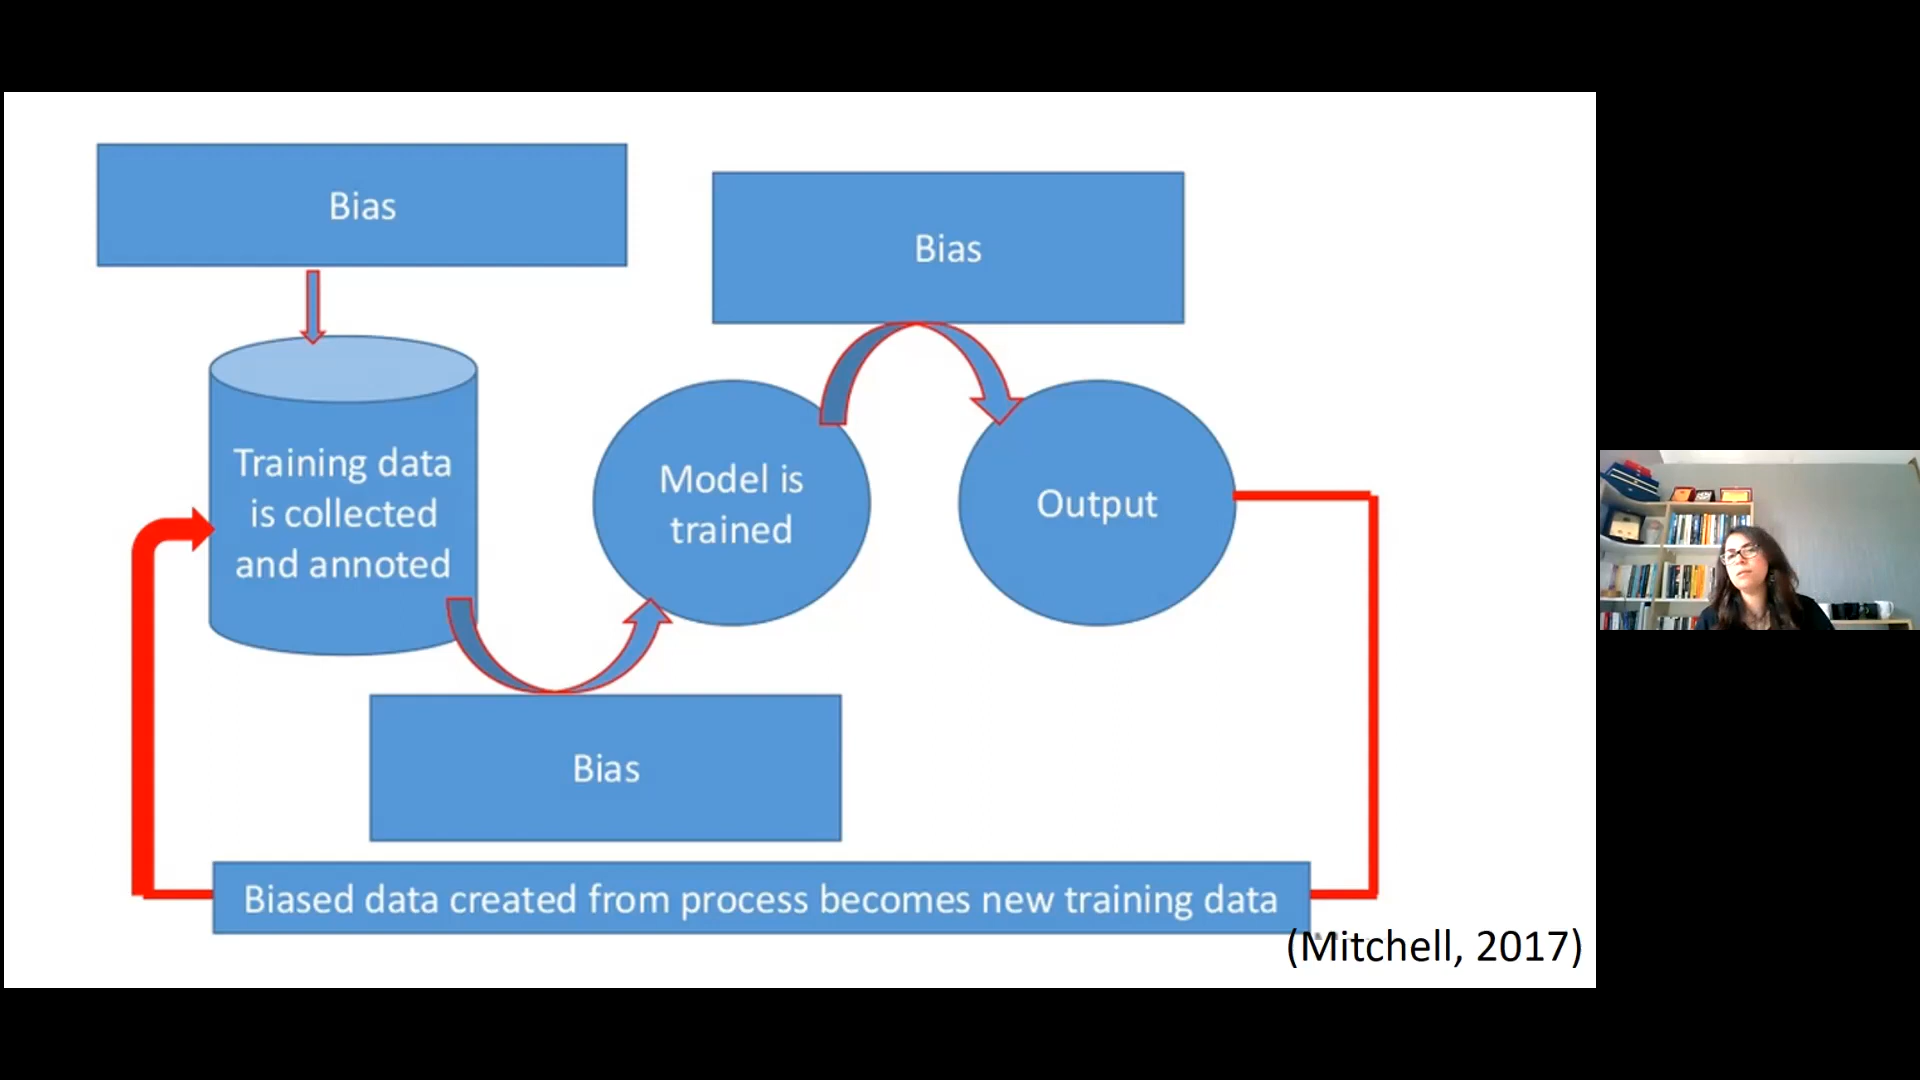 Bias
Bias
Training data
is collected
and annoted
Model is
trained
Output
Bias
Biased data created from process becomes new training data
(Mitchell, 2017)